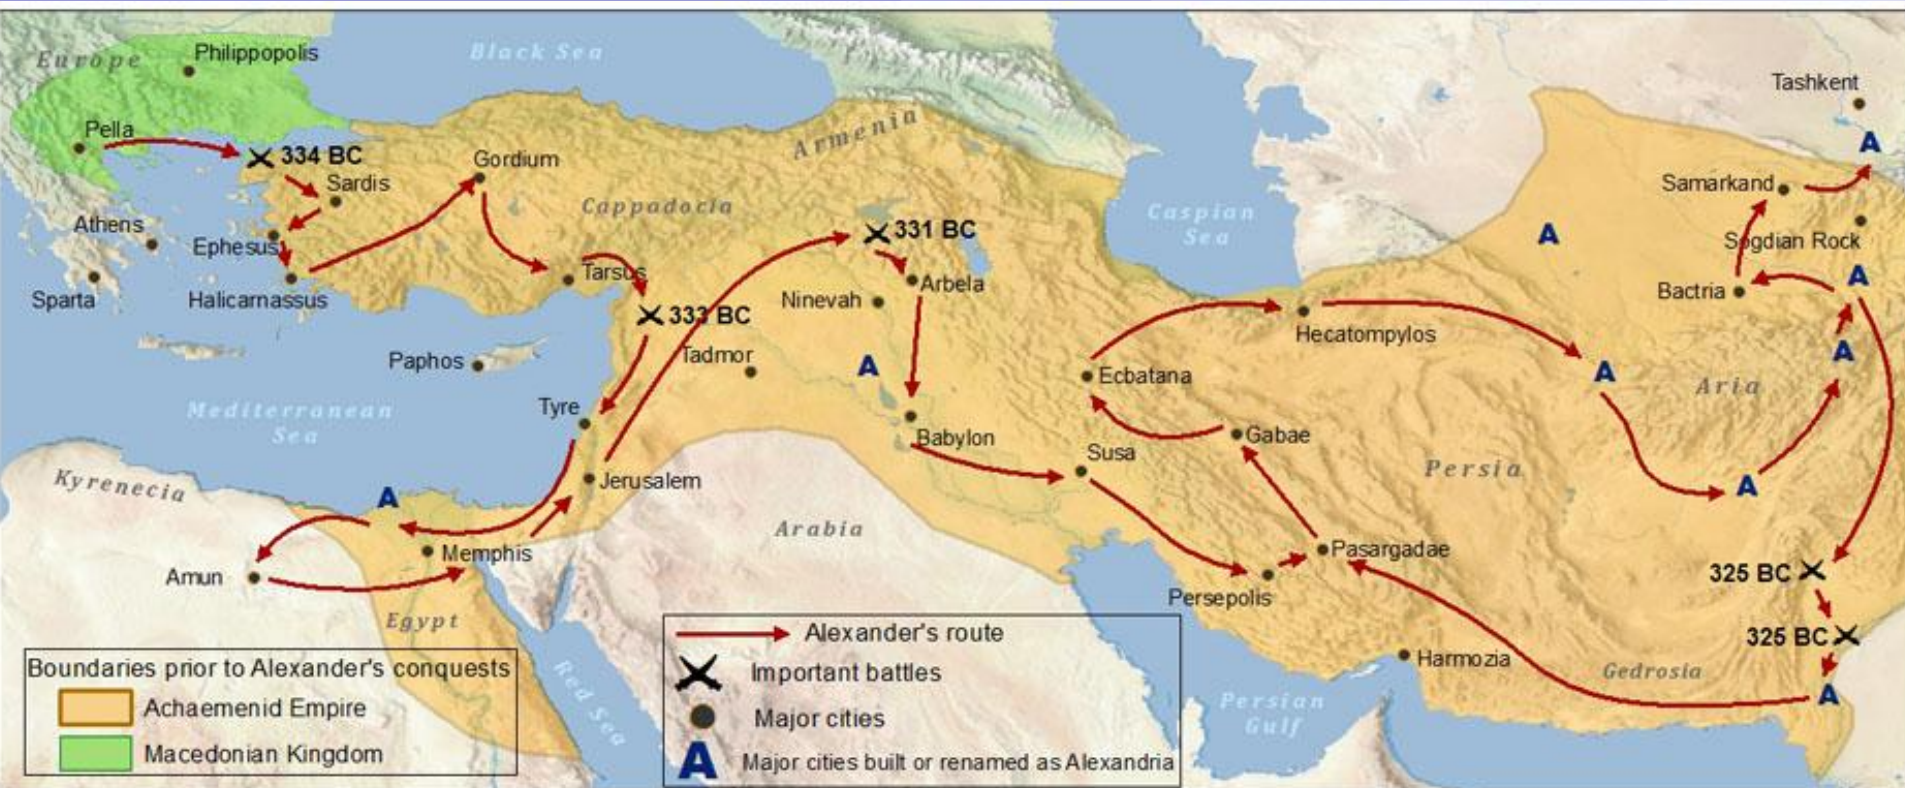 Europe
Philippopolis
Black Sea
Tashkent
A
Pella
334 BC
Gordium
Armenia
Sardis
Samarkand
Cappadocia
Caspian
Sea
Athens
Ephesus
331 BC
A
Sogdian Rock
Tarsus
Arbela
A
Sparta
Halicarnassus
Ninevah
Bactria
333 BC
Hecatompylos
Paphos
Tadmor
A
A
Ecbatana
A
Aria
Mediterranean
Sea
Tyre
Babylon
Gabae
Susa
Persia
Kyrenecia
A
Jerusalem
A
Arabia
Amun
Memphis
Pasargadae
325 BC
Persepolis
Egypt
325 BC
Harmozia
Gedrosia
A
Red Sea
Persian
Gulf
Boundaries prior to Alexander's conquests
Achaemenid Empire
Macedonian Kingdom
Alexander's route
Important battles
Major cities
A Major cities built or renamed as Alexandria